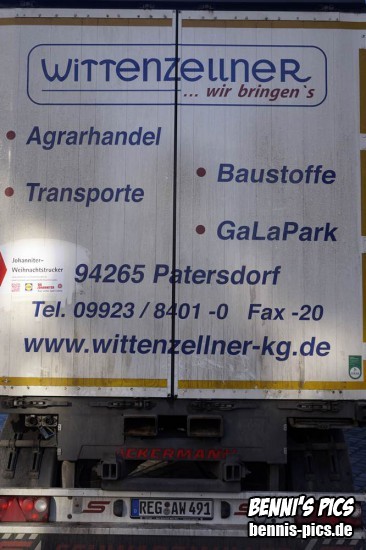 WITTENZELLNER
... wir bringen`s
• Agrarhandel
• Baustoffe
• Transporte
• GaLaPark
Johanniter-
Weihnachtstrucker
94265 Patersdorf
Tel. 09923 / 8401 -0 Fax -20
www.wittenzellner-kg.de
EKERMANN
REG AW 491
BENNI'S PICS
bennis-pics.de